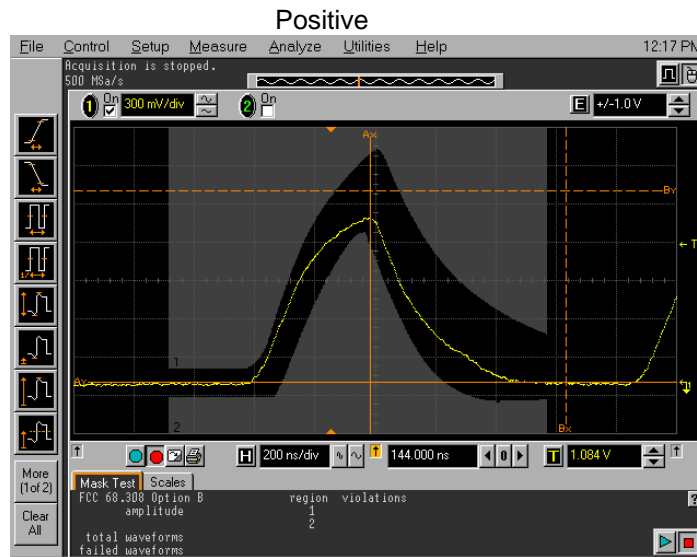 Positive
File Control Setup Measure Analyze Utilities Help 12:17 PM
Acquisition is stopped.
500 MSa/s
1 On 300 mV/div 2 On E +/-1.0 V
Ax
By
T
1
Ay
2
Bx
H 200 ns/div 144.000 ns 0 T 1.084 V
More
(1of 2)
Clear
All
Mask Test Scales
FCC 68.308 Option B region violations
amplitude 1
2
total waveforms
failed waveforms
?